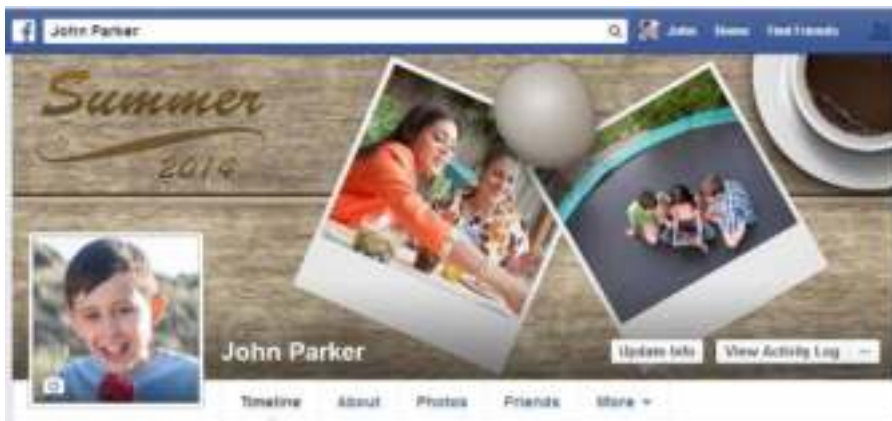 f John Parker
John Home Find Friends
Summer
2014
John Parker
Update Info View Activity Log ...
Timeline About Photos Friends More